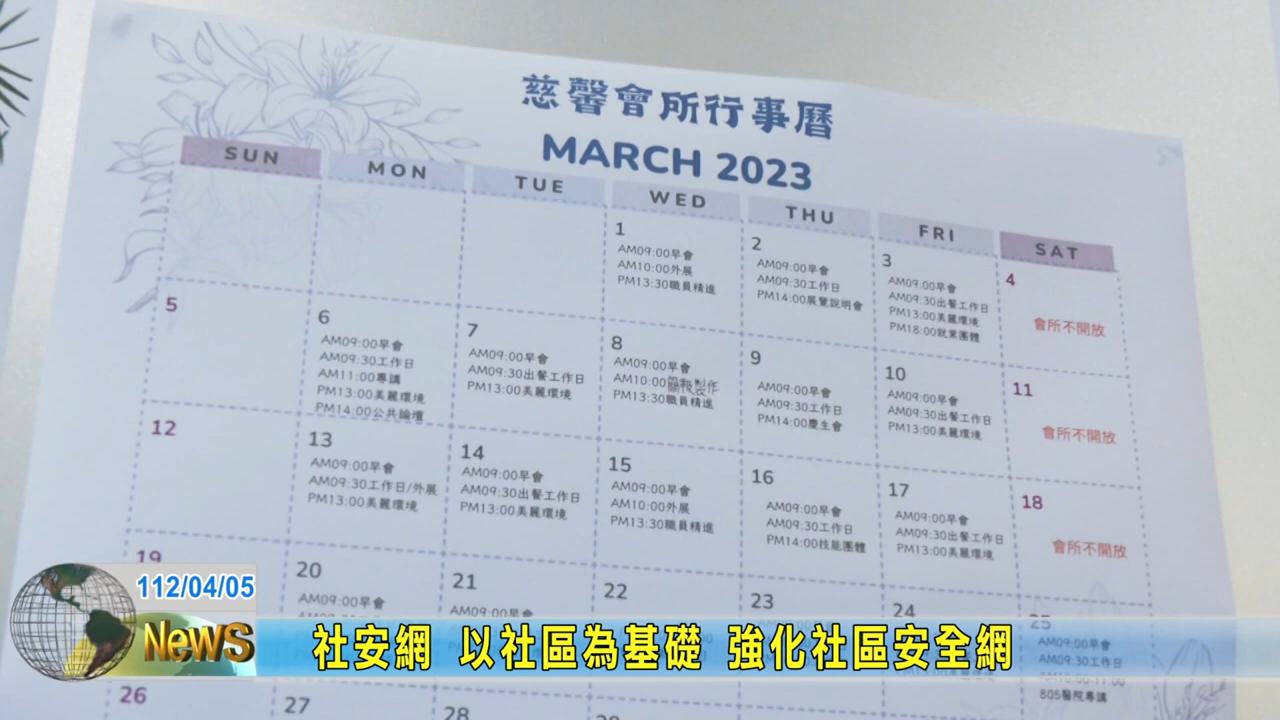 慈馨會所行事曆
MARCH 2023
SUN MON TUE WED THU FRI SAT
1
AM09:00早會
AM10:00外展
PM13:30職員精進
2
AM09:00早會
AM09:30工作日
PM14:00展覽說明會
3
AM09:00早會
AM09:30出餐工作日
PM13:00美麗環境
PM18:00就業團體
4
會所不開放
5
6
AM09:00早會
AM09:30工作日
AM11:00專講
PM13:00美麗環境
PM14:00公共論壇
7
AM09:00早會
AM09:30出餐工作日
PM13:00美麗環境
8
AM09:00早會
AM10:00簡報製作
PM13:30職員精進
9
AM09:00早會
AM09:30工作日
PM14:00慶生會
10
AM09:00早會
AM09:30出餐工作日
PM13:00美麗環境
11
會所不開放
12
13
AM09:00早會
AM09:30工作日/外展
PM13:00美麗環境
14
AM09:00早會
AM09:30出餐工作日
PM13:00美麗環境
15
AM09:00早會
AM10:00外展
PM13:30職員精進
16
AM09:00早會
AM09:30工作日
PM14:00技能團體
17
AM09:00早會
AM09:30出餐工作日
PM13:00美麗環境
18
會所不開放
19
20
AM09:00早會
21
AM09:00早會
22
23
24
25
AM09:00早會
AM09:30工作日
AM10:00-11:00
805醫院專講
26
27
28
112/04/05
NewS
社安網 以社區為基礎 強化社區安全網